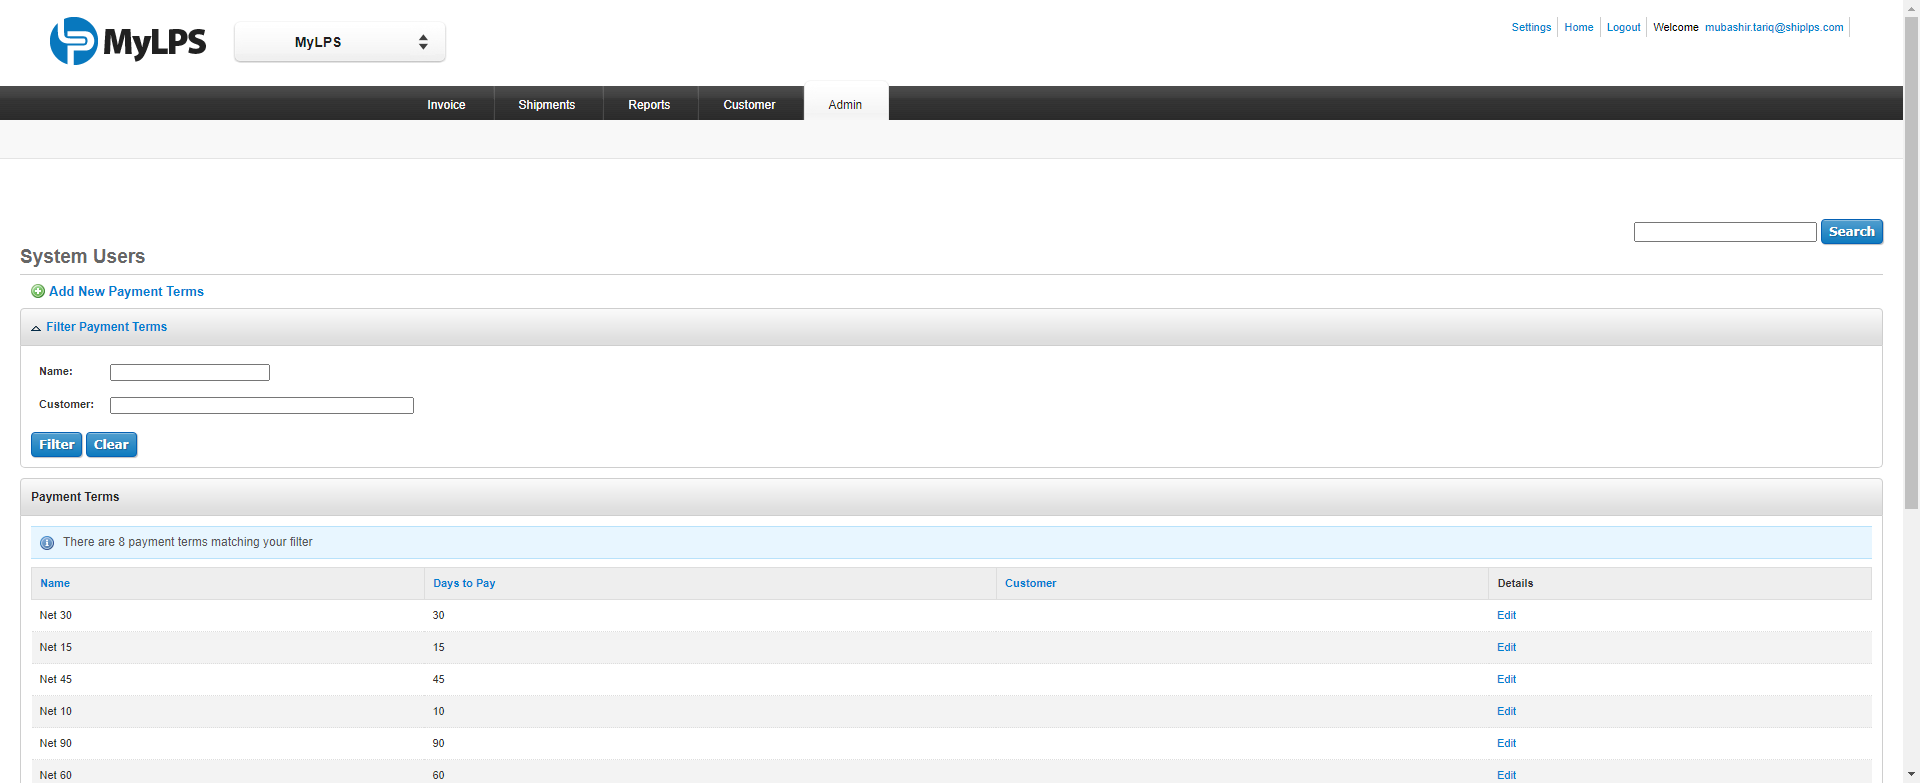 MyLPS
MyLPS
Settings Home Logout Welcome mubashir.tariq@shiplps.com
Invoice Shipments Reports Customer Admin
Search
System Users
Add New Payment Terms
Filter Payment Terms
Name:
Customer:
Filter Clear
Payment Terms
There are 8 payment terms matching your filter
Name Days to Pay Customer Details
Net 30 30 Edit
Net 15 15 Edit
Net 45 45 Edit
Net 10 10 Edit
Net 90 90 Edit
Net 60 60 Edit